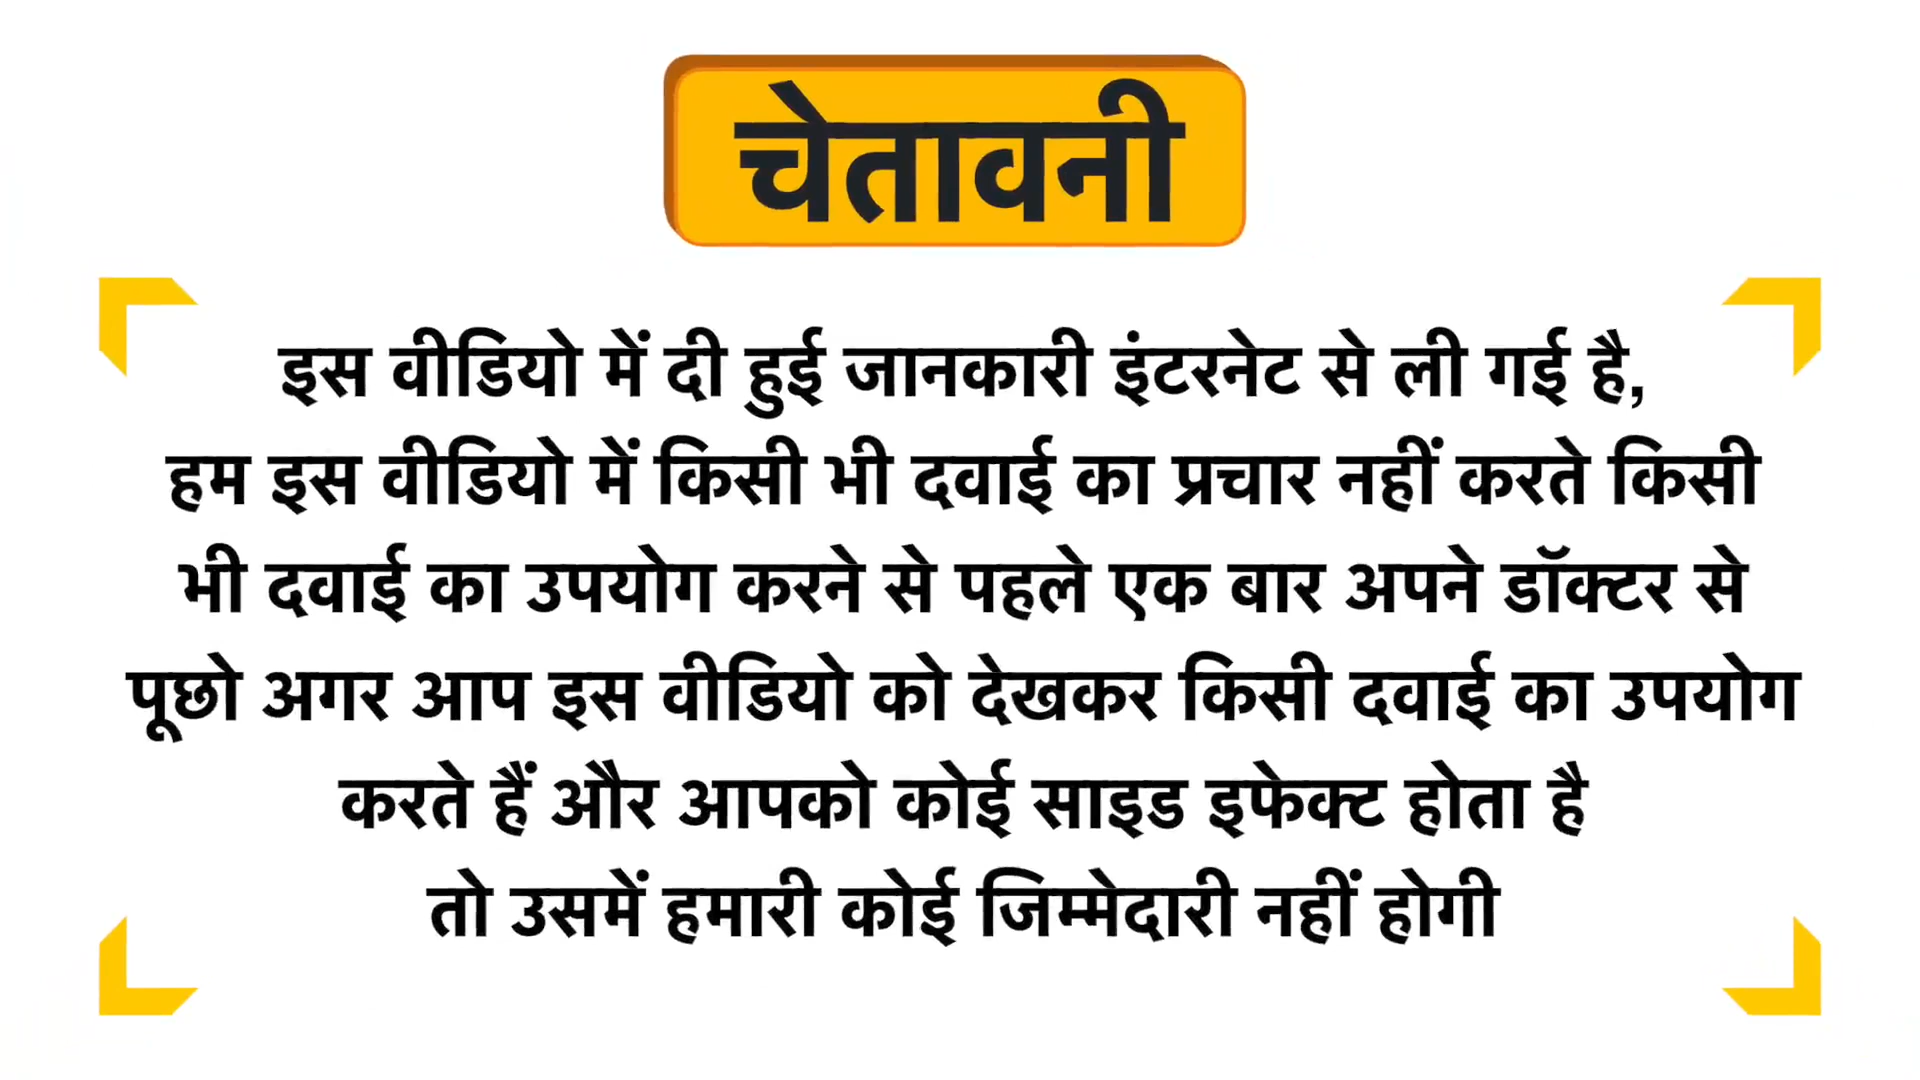 चेतावनी
इस वीडियो में दी हुई जानकारी इंटरनेट से ली गई है,
हम इस वीडियो में किसी भी दवाई का प्रचार नहीं करते किसी
भी दवाई का उपयोग करने से पहले एक बार अपने डॉक्टर से
पूछो अगर आप इस वीडियो को देखकर किसी दवाई का उपयोग
करते हैं और आपको कोई साइड इफेक्ट होता है
तो उसमें हमारी कोई जिम्मेदारी नहीं होगी